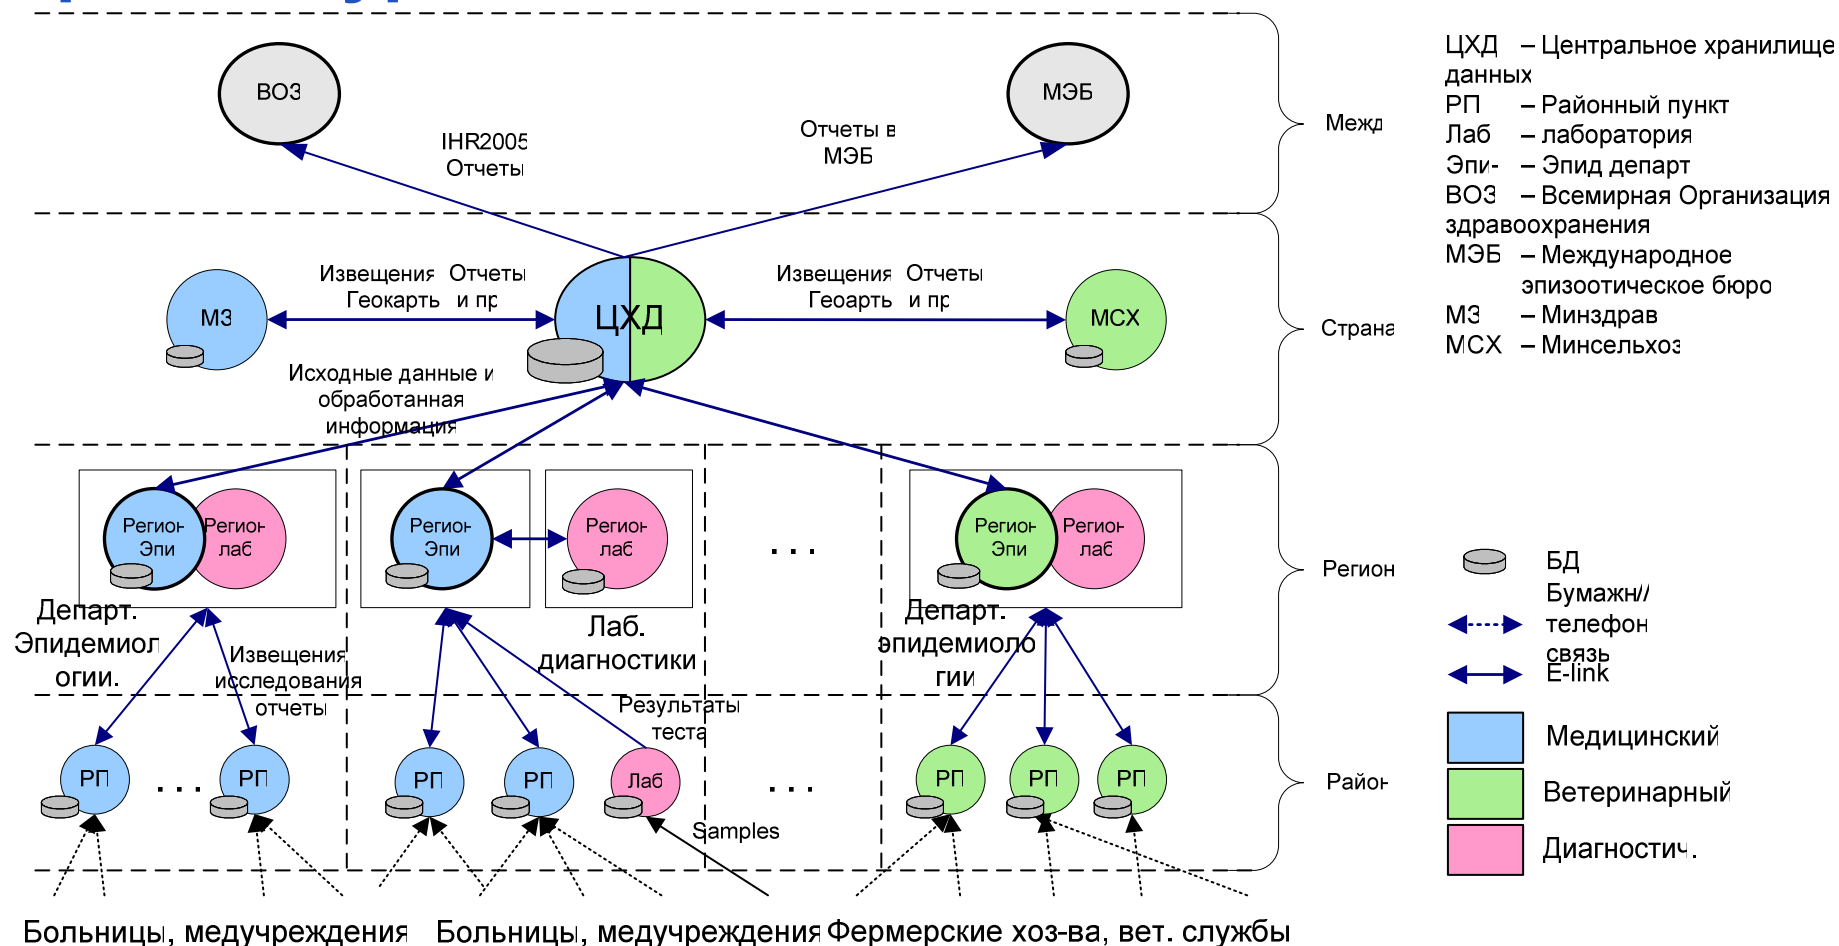 ВОЗ
МЭБ
IHR2005
Отчеты
Отчеты в
МЭБ
Межд
МЗ
Извещения Отчеты
Геокарть и пр
ЦХД
Извещения Отчеты
Геоарть и пр
МСХ
Страна
Исходные данные и
обработанная
информация
Регион
Эпи
Регион
лаб
Регион
Эпи
Регион
лаб
. . .
Регион
Эпи
Регион
лаб
Регион
Департ.
Эпидемиол
огии.
Лаб.
диагностики
Департ.
эпидемиоло
гии
Извещения
исследования
отчеты
Результаты
теста
РП
. . .
РП
РП
РП
Лаб
. . .
РП
РП
РП
Район
Samples
Больницы, медучреждения
Больницы, медучреждения
Фермерские хоз-ва, вет. службы
ЦХД – Центральное хранилище
данных
РП – Районный пункт
Лаб – лаборатория
Эпи- – Эпид департ
ВОЗ – Всемирная Организация
здравоохранения
МЭБ – Международное
эпизоотическое бюро
МЗ – Минздрав
МСХ – Минсельхоз
БД
Бумажн//
телефон
связь
E-link
Медицинский
Ветеринарный
Диагностич.